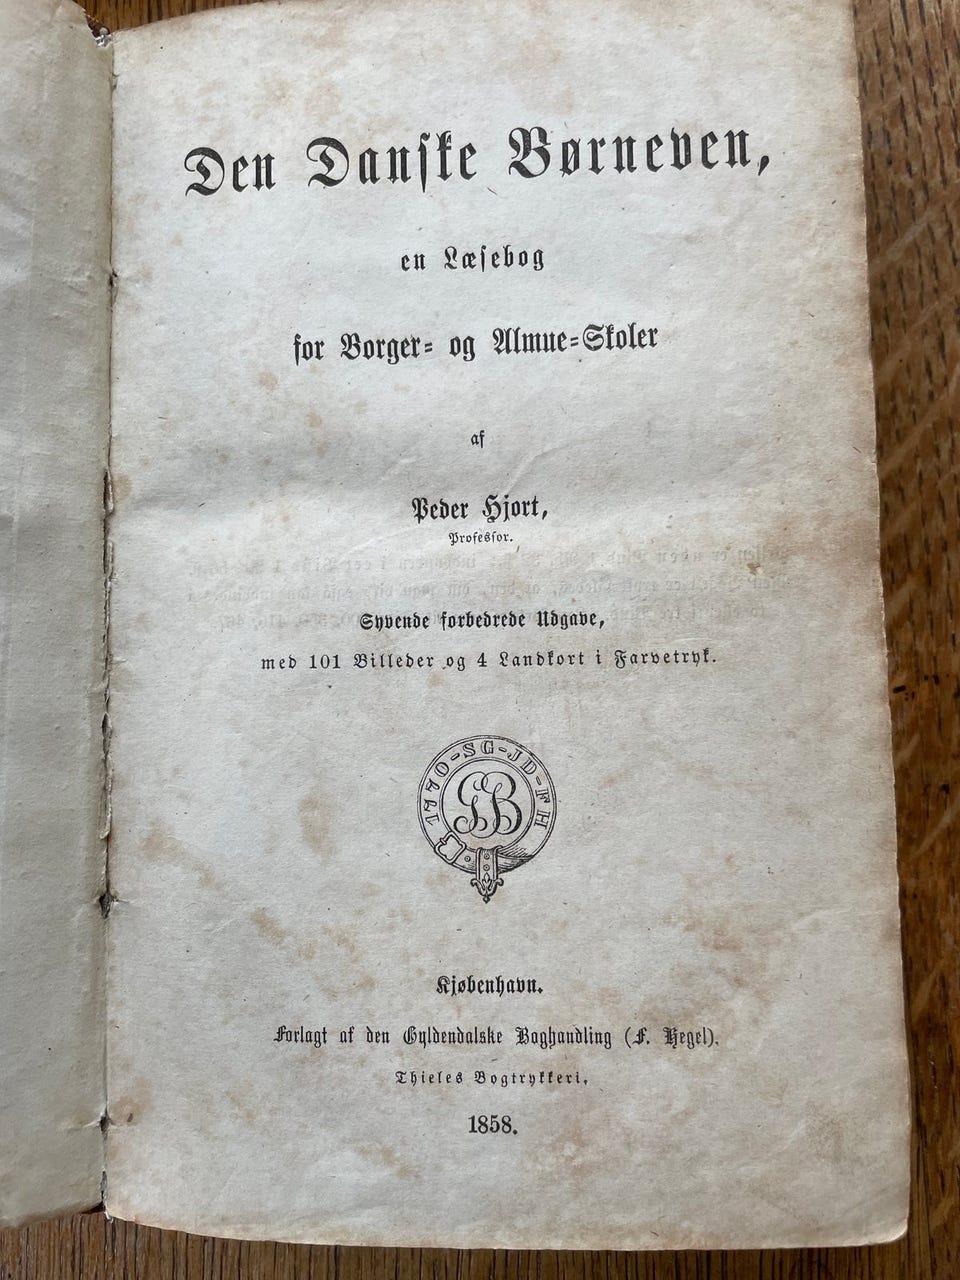 Den Danske Børneven,
en Læsebog
for Borger- og Almue-Skoler
af
Peder Hjort,
Professor.
Syvende forbedrede Udgave,
med 101 Billeder og 4 Landkort i Farvetryk.
1770-SG-JD-FH
GB
Kjøbenhavn.
Forlagt af den Gyldendalske Boghandling (F. Hegel).
Thieles Bogtrykkeri.
1858.